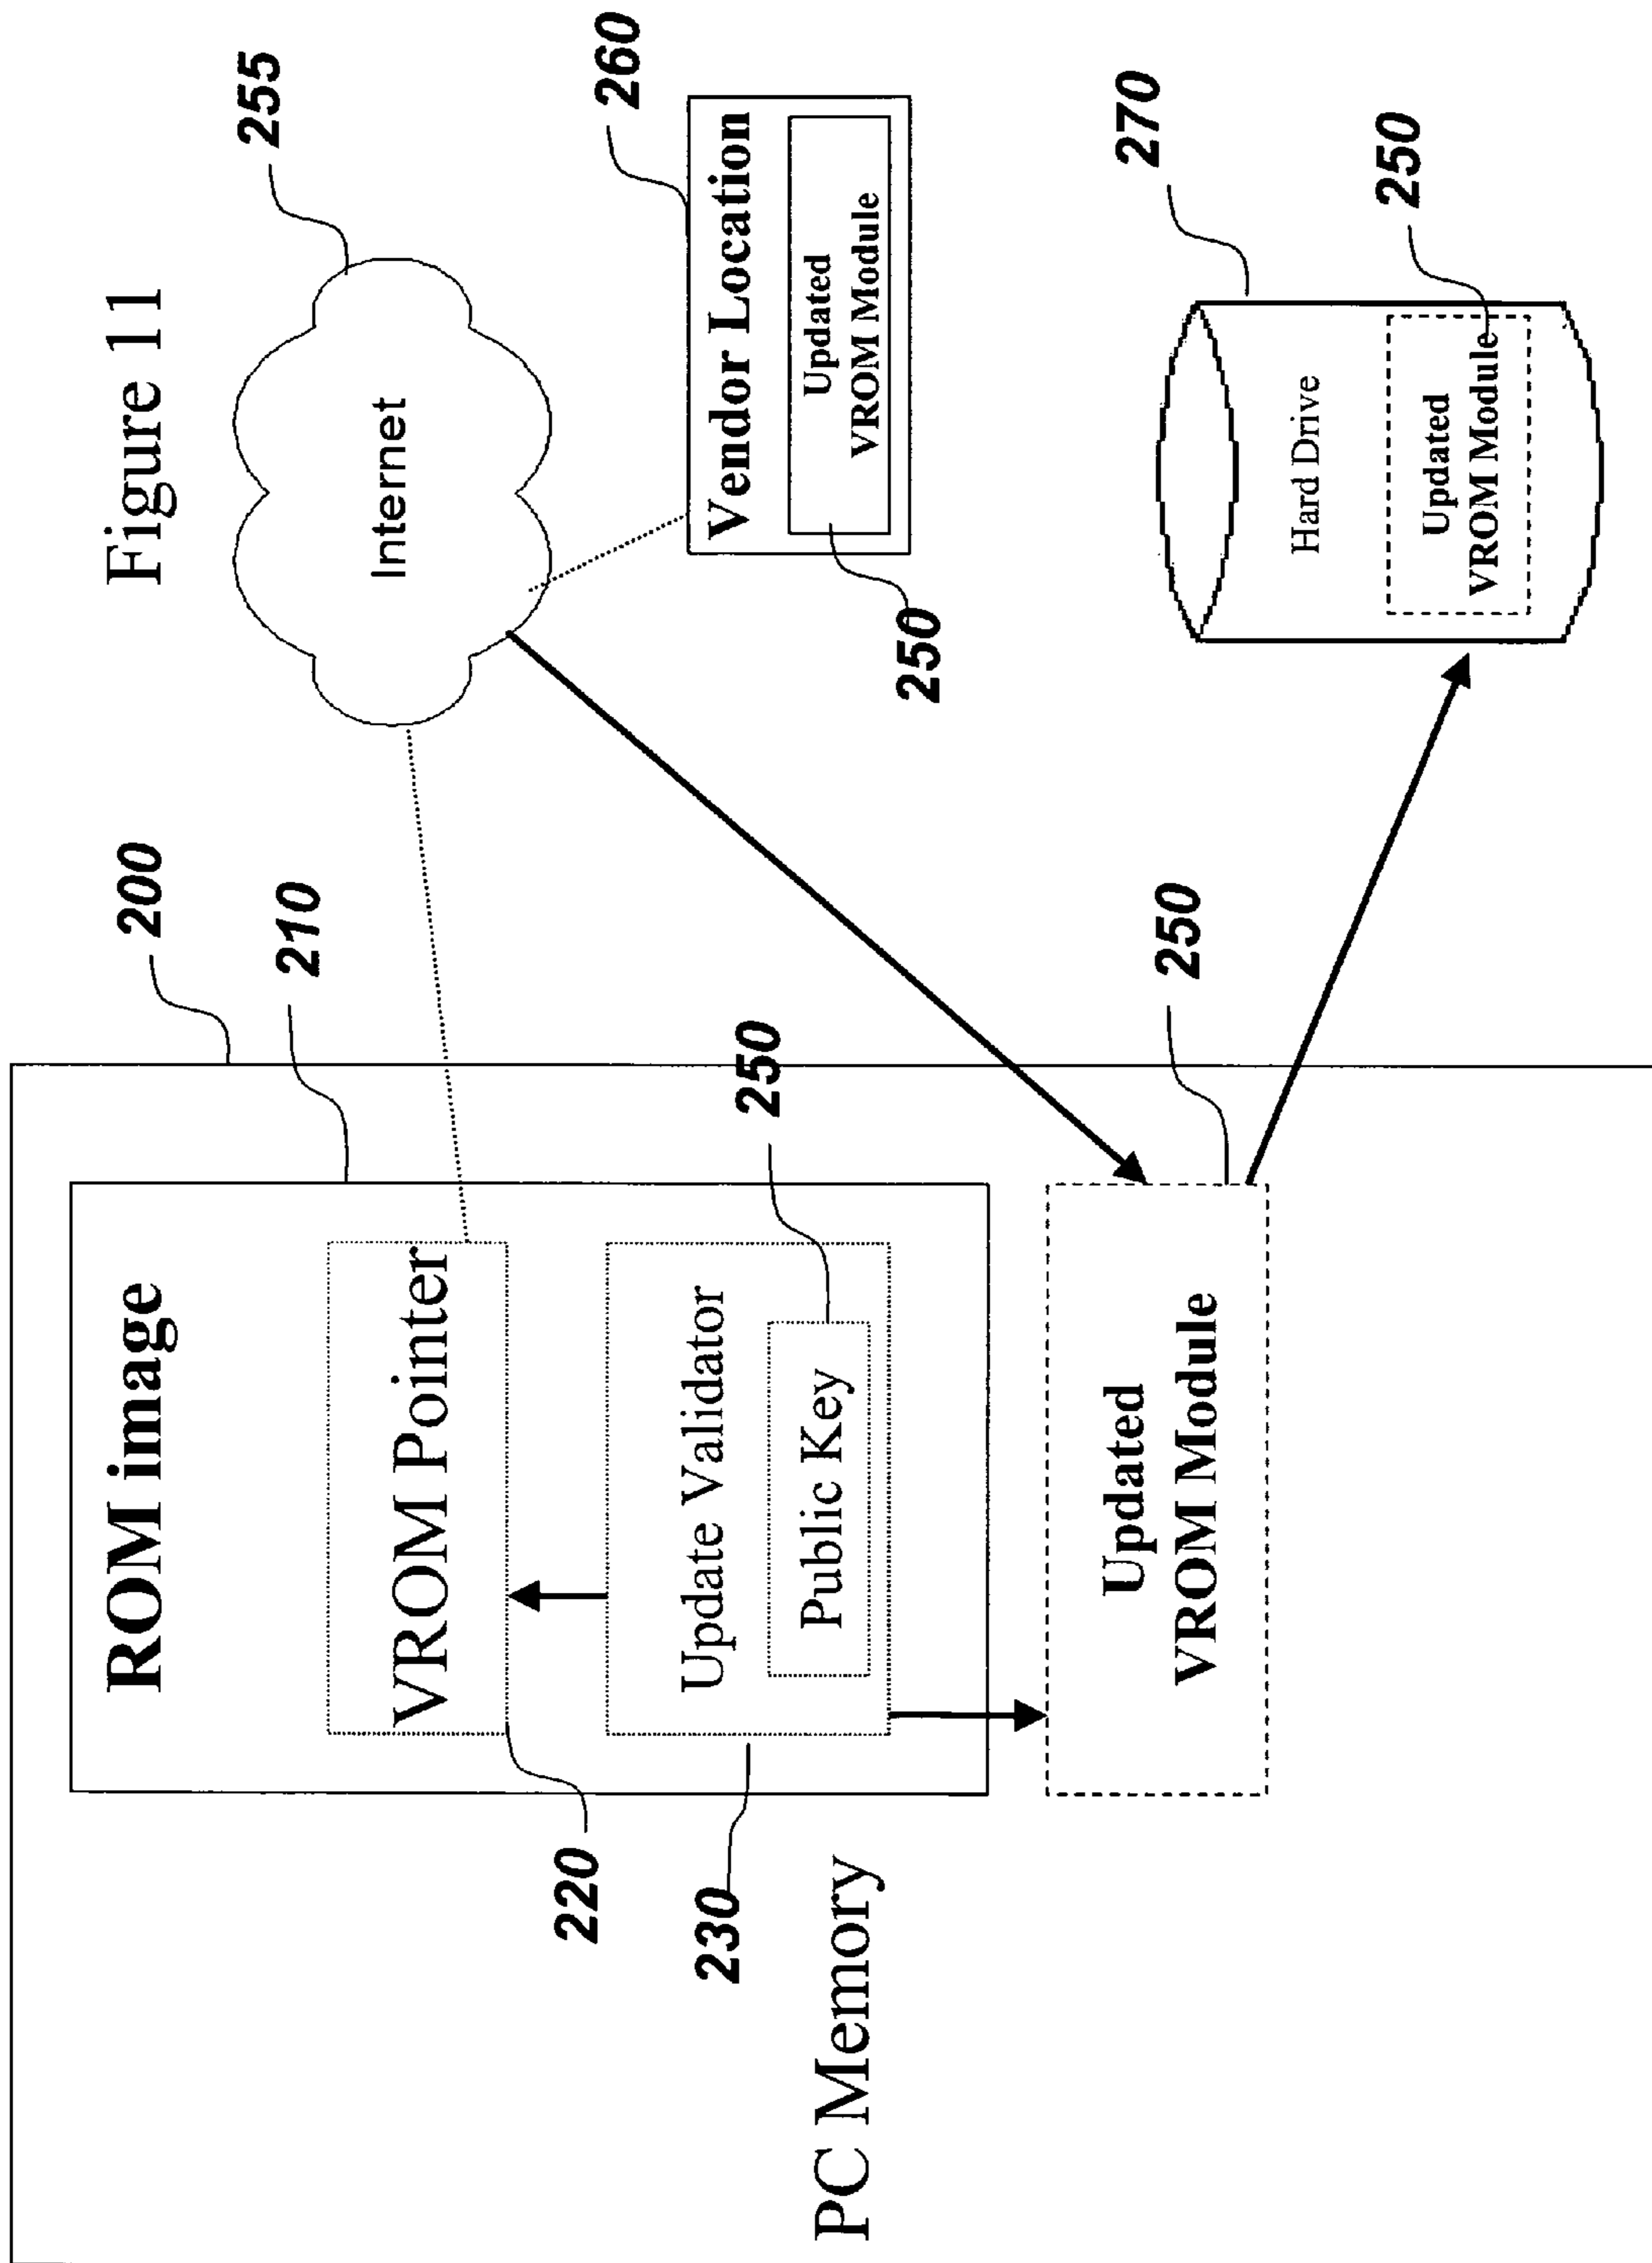 Figure 11
200
210
ROM image
VROM Pointer
220
Update Validator
Public Key
250
230
PC Memory
Updated
VROM Module
250
Internet
255
260
Vendor Location
Updated
VROM Module
250
270
Hard Drive
Updated
VROM Module
250